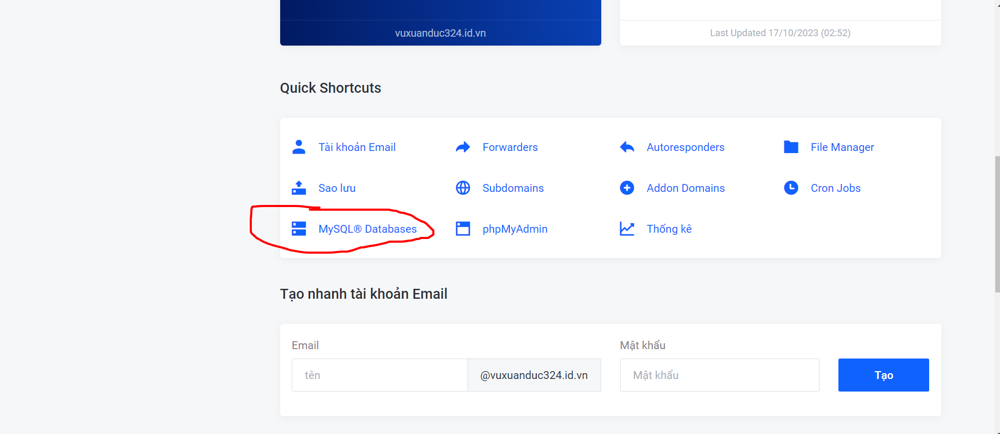 vuxuanduc324.id.vn
Last Updated 17/10/2023 (02:52)
Quick Shortcuts
Tài khoản Email
Forwarders
Autoresponders
File Manager
Sao lưu
Subdomains
Addon Domains
Cron Jobs
MySQL® Databases
phpMyAdmin
Thống kê
Tạo nhanh tài khoản Email
Email
Mật khẩu
tên
@vuxuanduc324.id.vn
Mật khẩu
Tạo